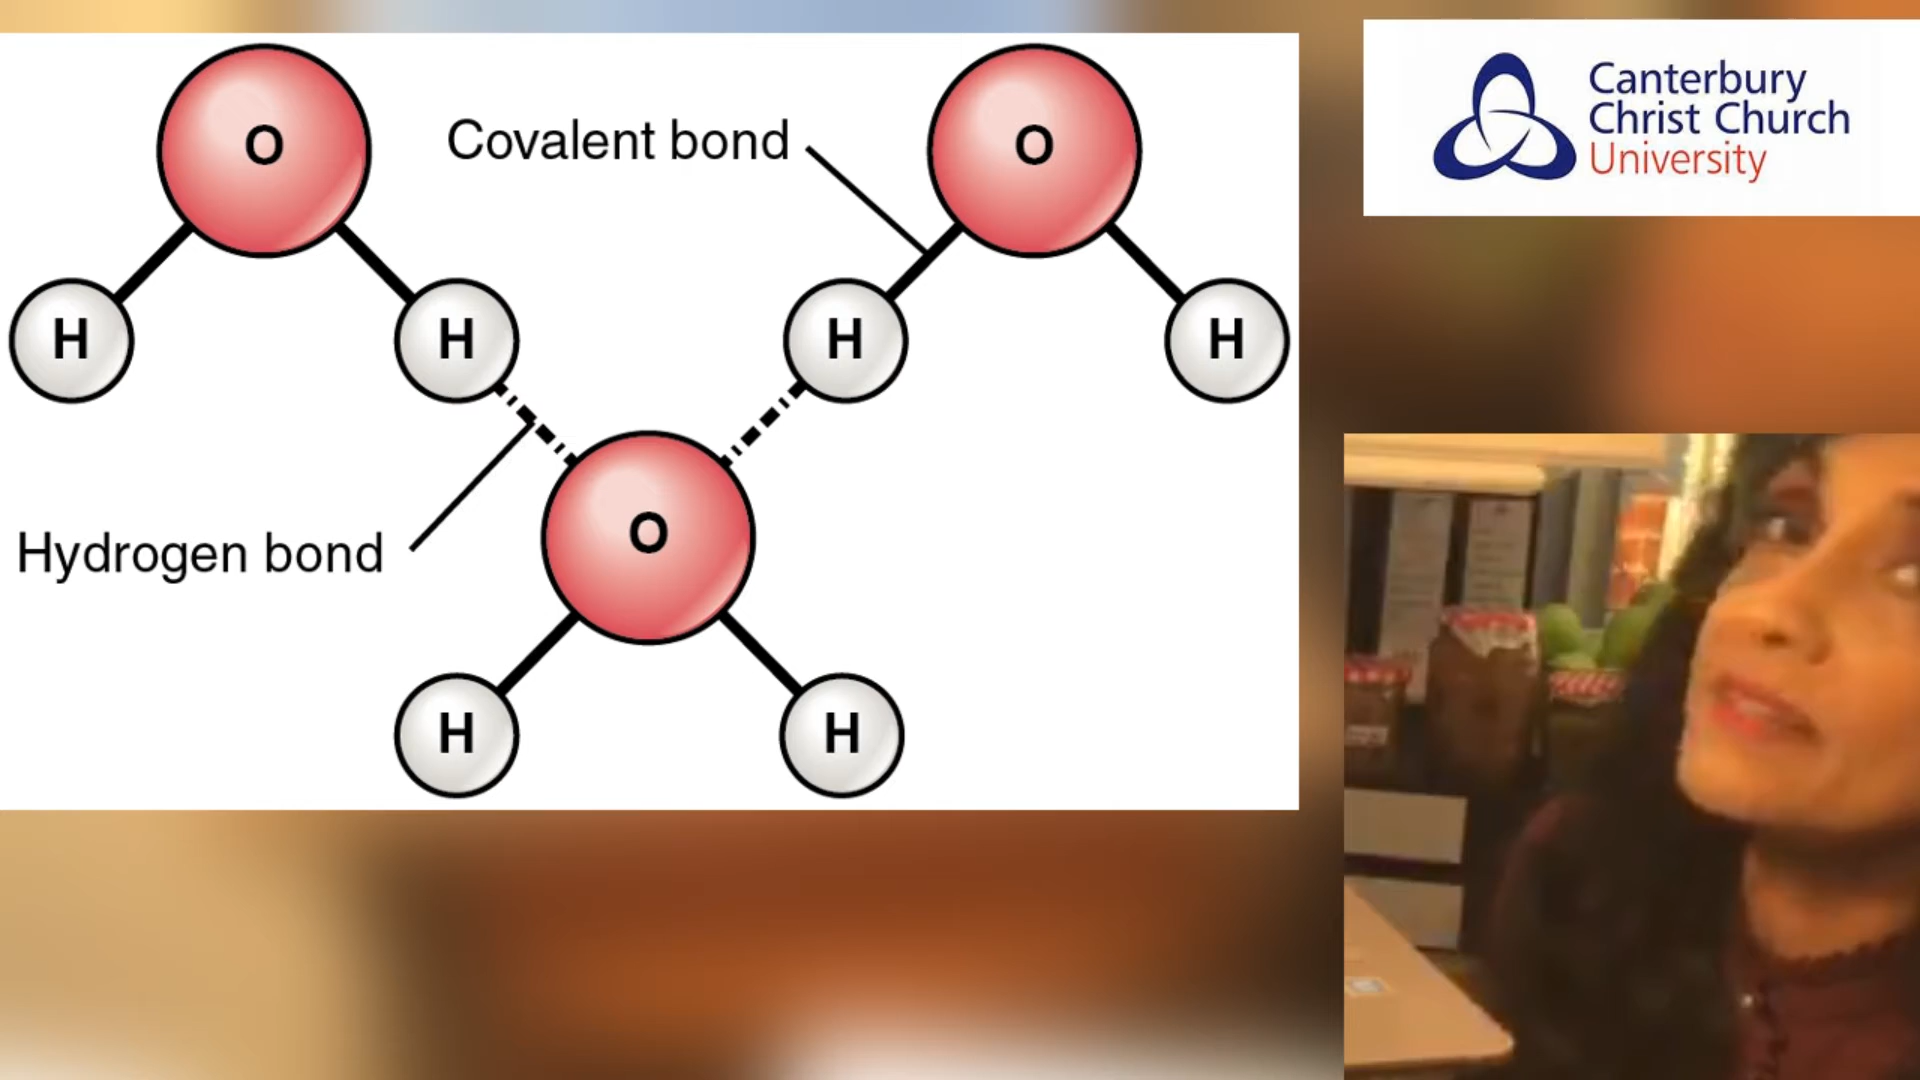 O
Covalent bond
O
H
H
H
H
Hydrogen bond
O
H
H
Canterbury
Christ Church
University